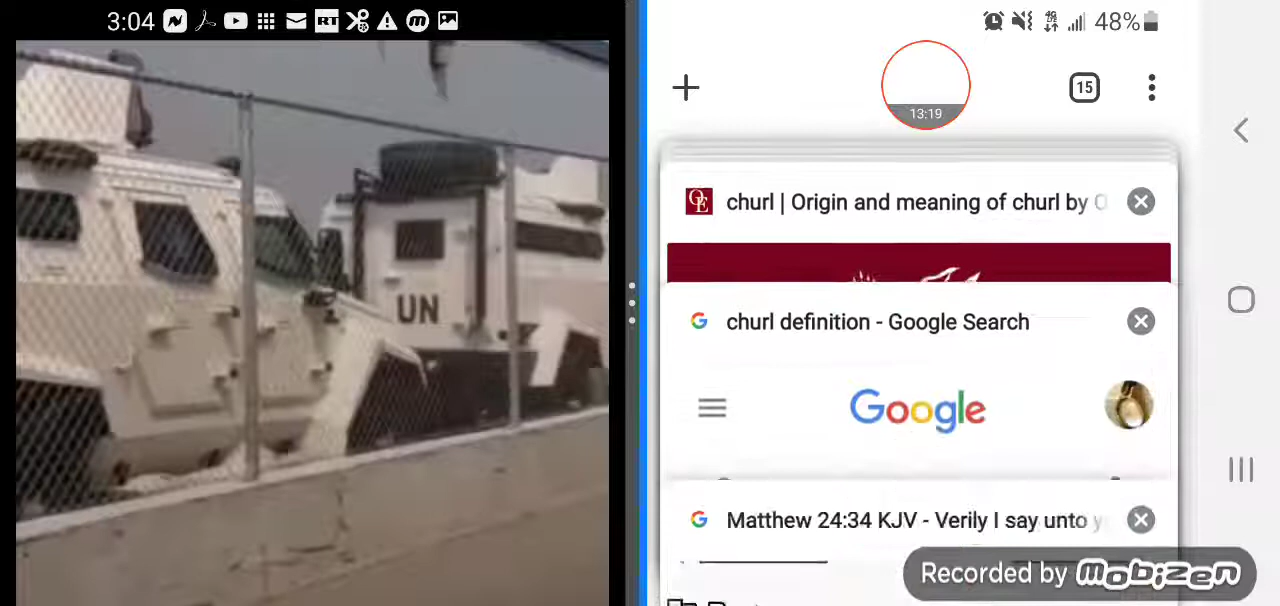 3:04
RT
48%
UN
15
13:19
churl | Origin and meaning of churl by
churl definition - Google Search
Google
Matthew 24:34 KJV - Verily I say unto
Recorded by mobizen